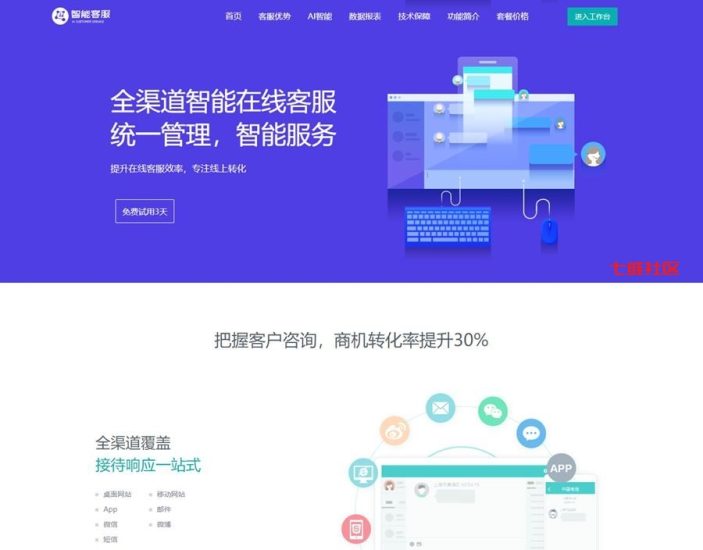 智能客服
首页 客服优势 AI智能 数据报表 技术保障 功能简介 套餐价格 进入工作台
全渠道智能在线客服
统一管理，智能服务
提升在线客服效率，专注线上转化
免费试用3天
七维社区
把握客户咨询，商机转化率提升30%
全渠道覆盖
接待响应一站式
APP
桌面网站 移动网站
App 邮件
微信 微博
短信